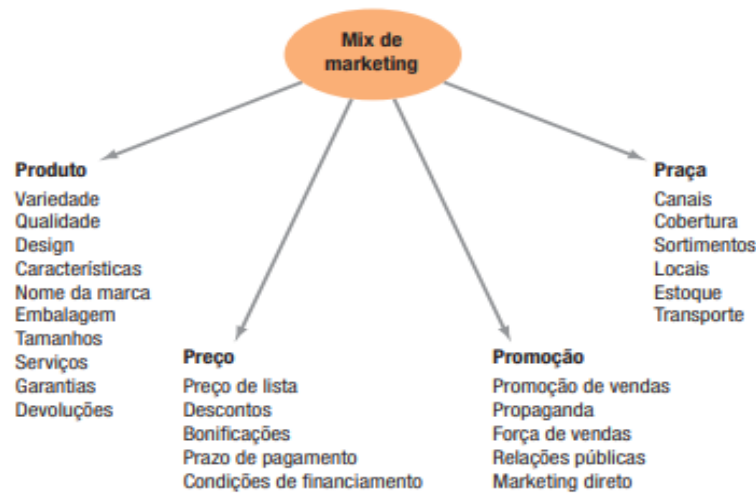 Mix de
marketing
Produto
Variedade
Qualidade
Design
Características
Nome da marca
Embalagem
Tamanhos
Serviços
Garantias
Devoluções
Preço
Preço de lista
Descontos
Bonificações
Prazo de pagamento
Condições de financiamento
Promoção
Promoção de vendas
Propaganda
Força de vendas
Relações públicas
Marketing direto
Praça
Canais
Cobertura
Sortimentos
Locais
Estoque
Transporte